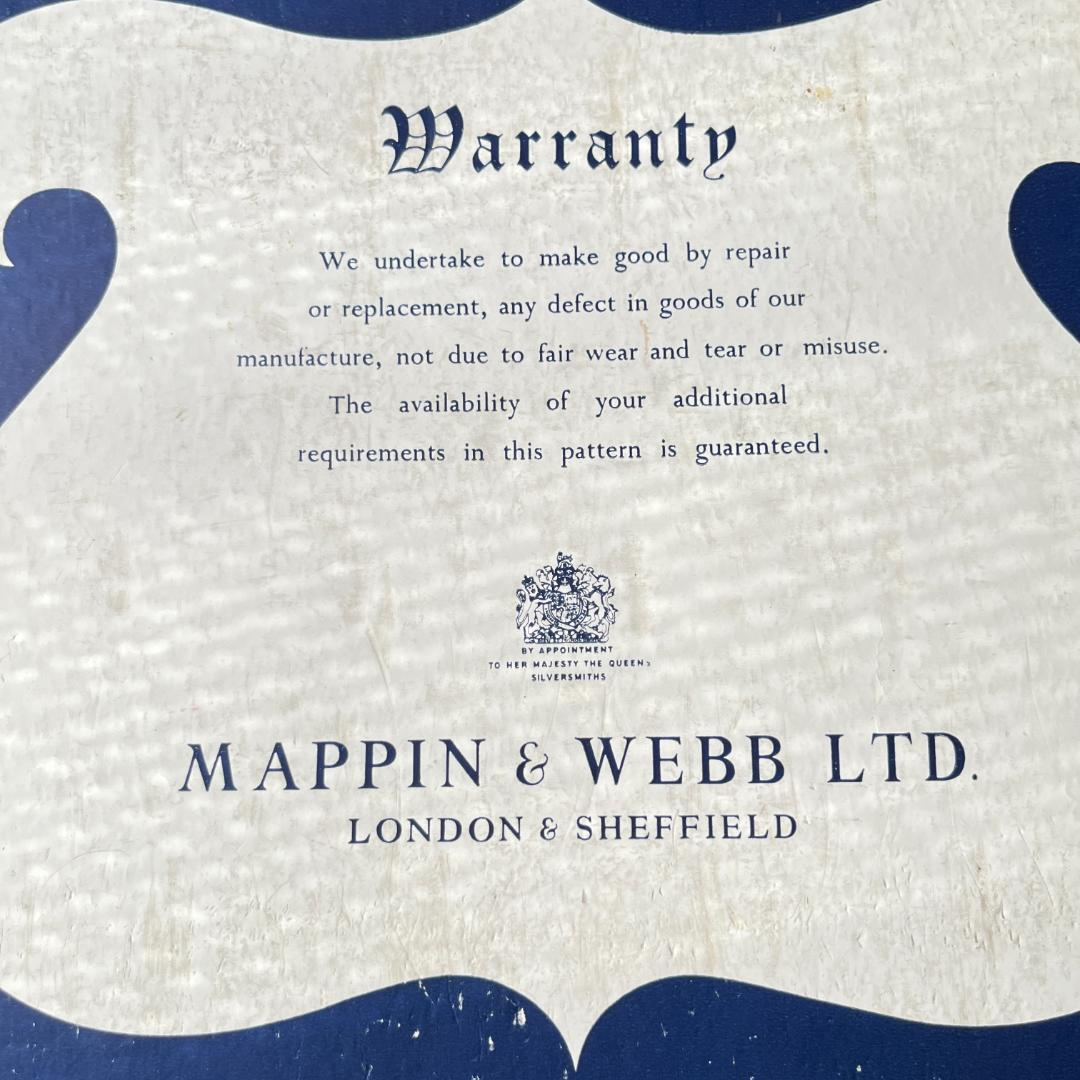 Warranty
We undertake to make good by repair
or replacement, any defect in goods of our
manufacture, not due to fair wear and tear or misuse.
The availability of your additional
requirements in this pattern is guaranteed.
BY APPOINTMENT
TO HER MAJESTY THE QUEEN
SILVERSMITHS
MAPPIN & WEBB LTD.
LONDON & SHEFFIELD